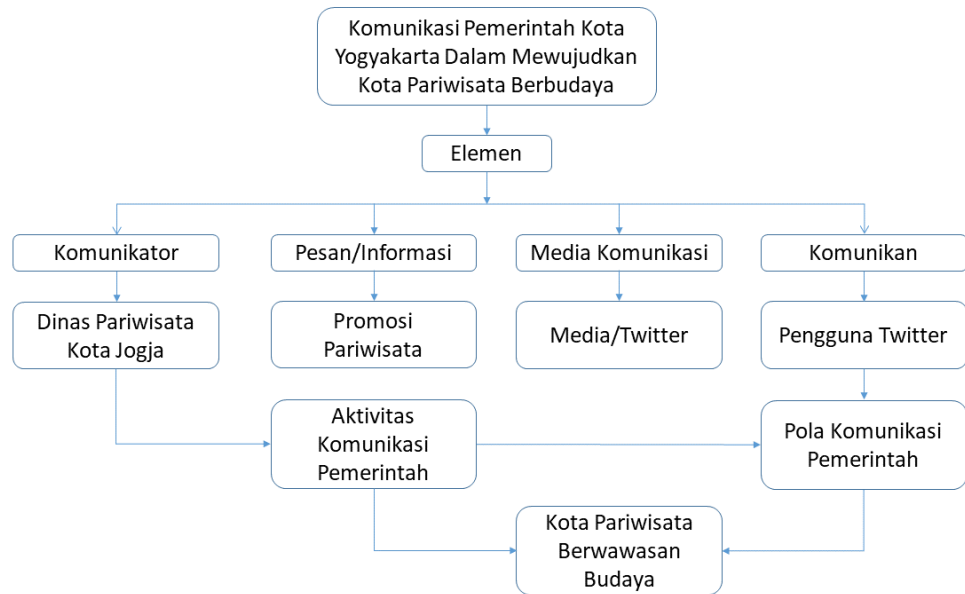 Komunikasi Pemerintah Kota
Yogyakarta Dalam Mewujudkan
Kota Pariwisata Berbudaya
Elemen
Komunikator
Pesan/Informasi
Media Komunikasi
Komunikan
Dinas Pariwisata
Kota Jogja
Promosi
Pariwisata
Media/Twitter
Pengguna Twitter
Aktivitas
Komunikasi
Pemerintah
Pola Komunikasi
Pemerintah
Kota Pariwisata
Berwawasan
Budaya